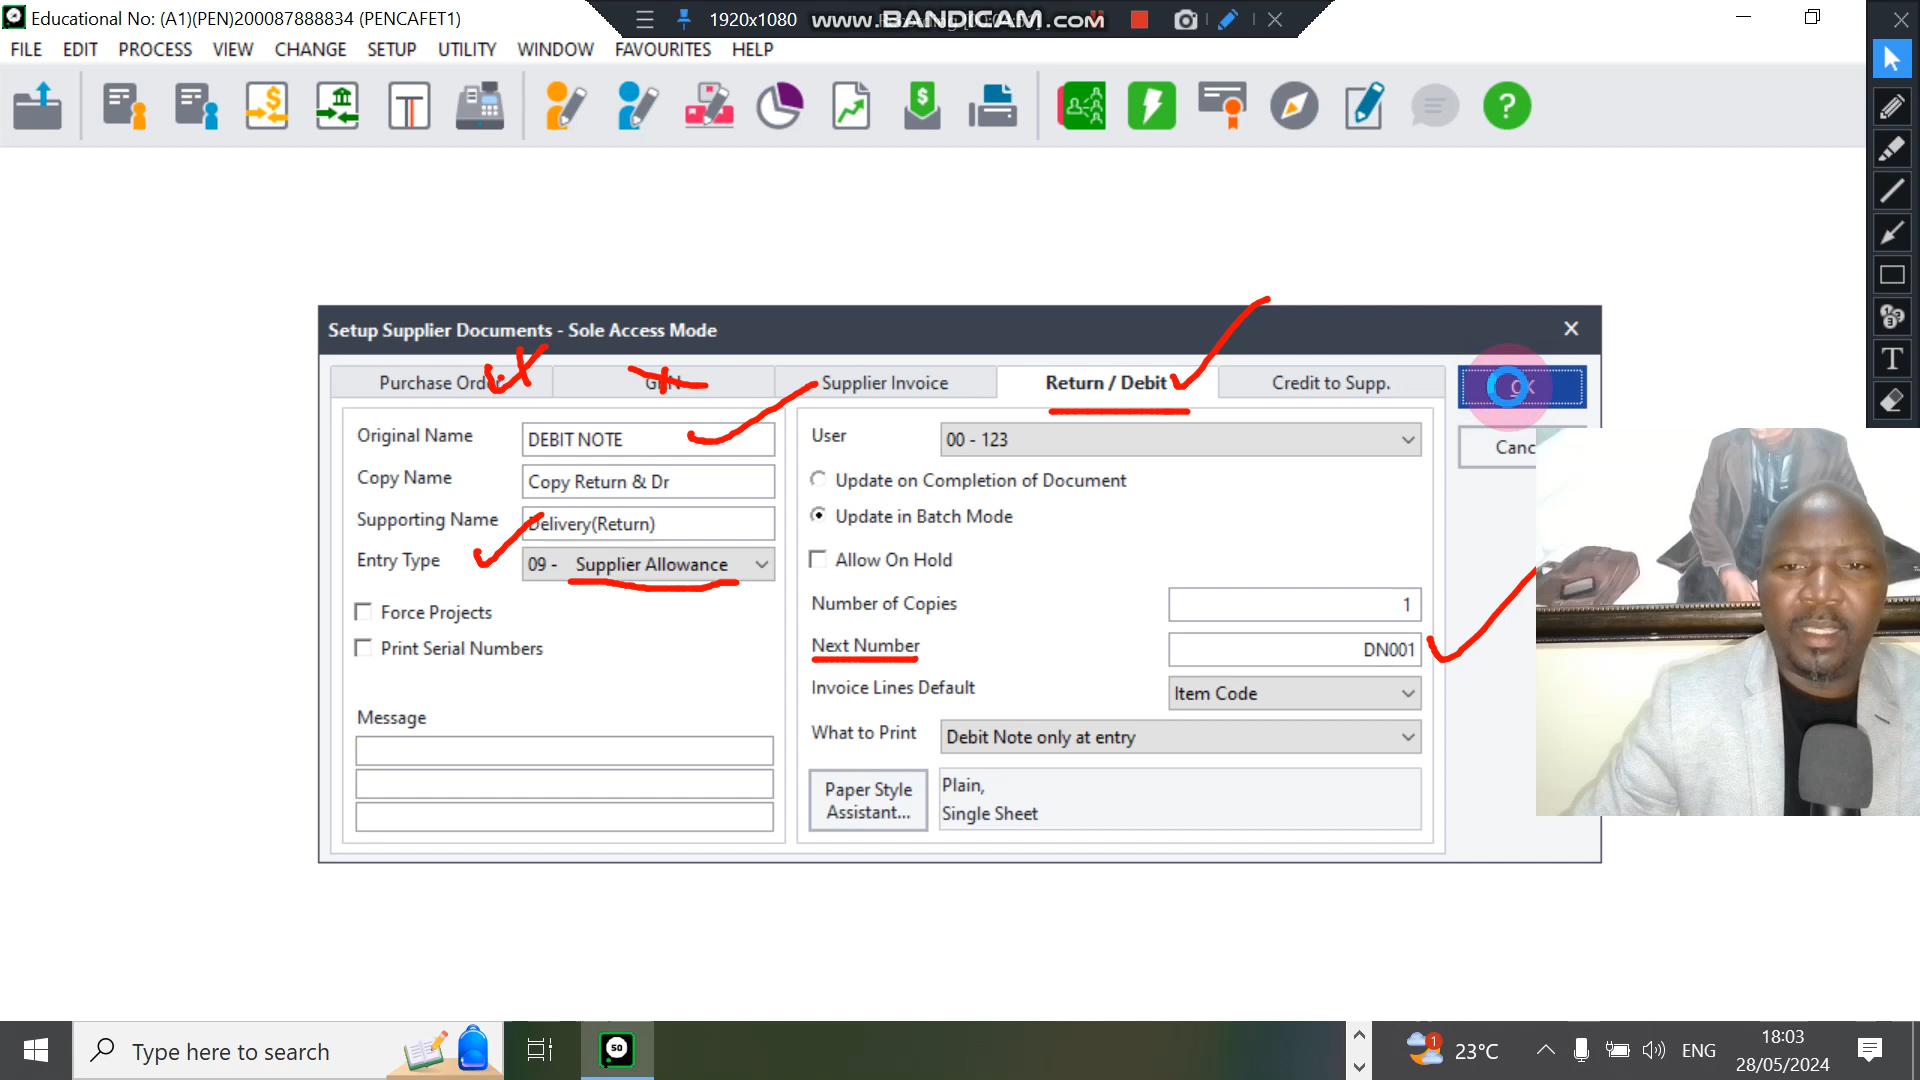 Educational No: (A1)(PEN)200087888834 (PENCAFET1)
1920x1080
www.BANDICAM.com
FILE EDIT PROCESS VIEW CHANGE SETUP UTILITY WINDOW FAVOURITES HELP
Setup Supplier Documents - Sole Access Mode
Purchase Order
Supplier Invoice
Return / Debit
Credit to Supp.
OK
Original Name
DEBIT NOTE
Copy Name
Copy Return & Dr
Supporting Name
Delivery(Return)
Entry Type
09 - Supplier Allowance
Force Projects
Print Serial Numbers
Message
User
00 - 123
Update on Completion of Document
Update in Batch Mode
Allow On Hold
Number of Copies
1
Next Number
DN001
Invoice Lines Default
Item Code
What to Print
Debit Note only at entry
Paper Style
Assistant...
Plain,
Single Sheet
Canc
T
Type here to search
50
1
23°C
ENG
18:03
28/05/2024